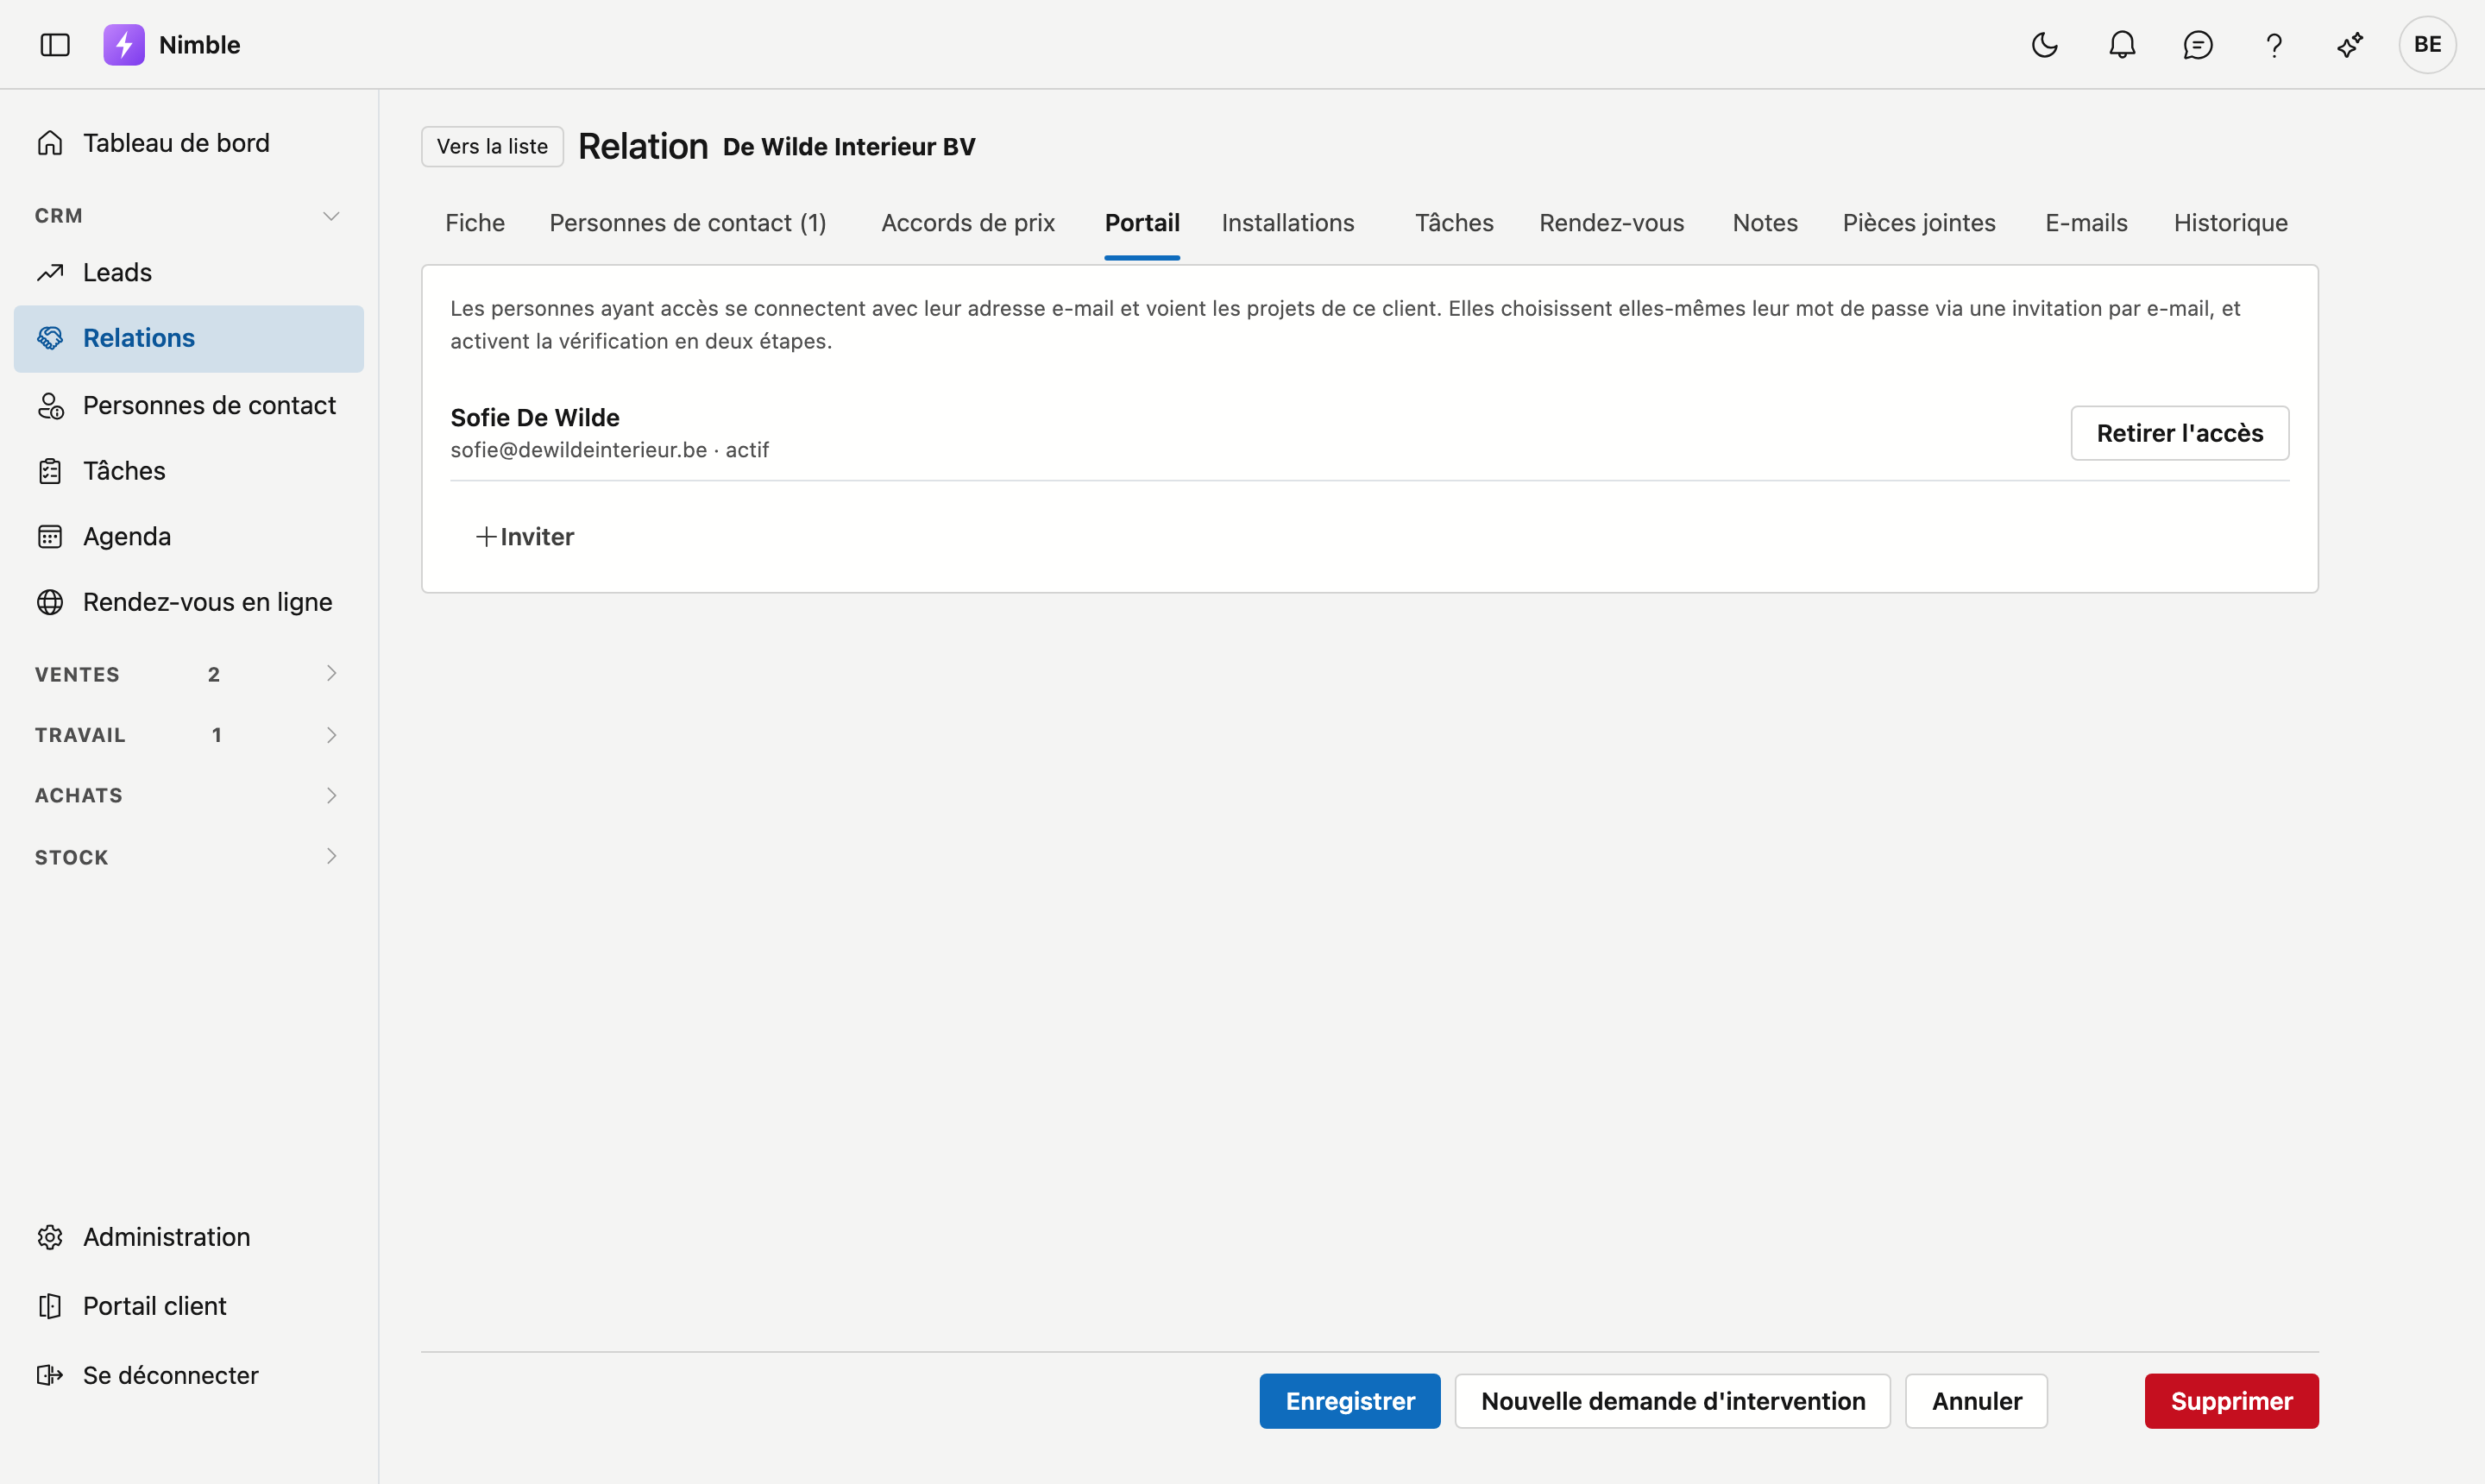 Nimble
BE
Tableau de bord
CRM
Leads
Relations
Personnes de contact
Tâches
Agenda
Rendez-vous en ligne
VENTES 2
TRAVAIL 1
ACHATS
STOCK
Administration
Portail client
Se déconnecter
Vers la liste Relation De Wilde Interieur BV
Fiche Personnes de contact (1) Accords de prix Portail Installations Tâches Rendez-vous Notes Pièces jointes E-mails Historique
Les personnes ayant accès se connectent avec leur adresse e-mail et voient les projets de ce client. Elles choisissent elles-mêmes leur mot de passe via une invitation par e-mail, et
activent la vérification en deux étapes.
Sofie De Wilde
sofie@dewildeinterieur.be · actif
Retirer l'accès
Inviter
Enregistrer Nouvelle demande d'intervention Annuler Supprimer